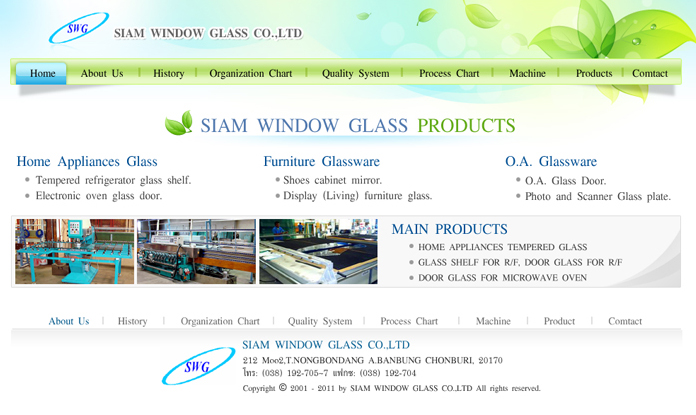 SWG
SIAM WINDOW GLASS CO.,LTD
Home About Us History Organization Chart Quality System Process Chart Machine Products Comtact
SIAM WINDOW GLASS PRODUCTS
Home Appliances Glass
Tempered refrigerator glass shelf.
Electronic oven glass door.
Furniture Glassware
Shoes cabinet mirror.
Display (Living) furniture glass.
O.A. Glassware
O.A. Glass Door.
Photo and Scanner Glass plate.
MAIN PRODUCTS
HOME APPLIANCES TEMPERED GLASS
GLASS SHELF FOR R/F, DOOR GLASS FOR R/F
DOOR GLASS FOR MICROWAVE OVEN
About Us | History | Organization Chart | Quality System | Process Chart | Machine | Product | Comtact
SWG
SIAM WINDOW GLASS CO.,LTD
212 Moo2,T.NONGBONDANG A.BANBUNG CHONBURI, 20170
โทร: (038) 192-705-7 แฟกซ: (038) 192-704
Copyright © 2001 - 2011 by SIAM WINDOW GLASS CO.,LTD All rights reserved.